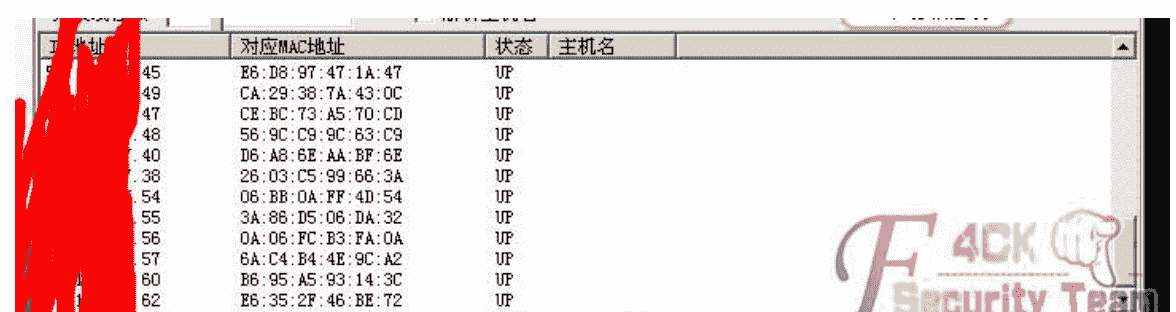 对应MAC地址 状态 主机名
45 E6:D8:97:47:1A:47 UP
.49 CA:29:38:7A:43:0C UP
.47 CE:BC:73:A5:70:CD UP
.48 56:9C:C9:9C:63:C9 UP
.40 D6:A8:6E:AA:BF:6E UP
.38 26:03:C5:99:66:3A UP
.54 06:BB:0A:FF:4D:54 UP
.55 3A:86:D5:06:DA:32 UP
.56 0A:06:FC:B3:FA:0A UP
.57 6A:C4:B4:4E:9C:A2 UP
60 B6:95:A5:93:14:3C UP
62 E6:35:2F:46:BE:72 UP
F4CK
Security Team